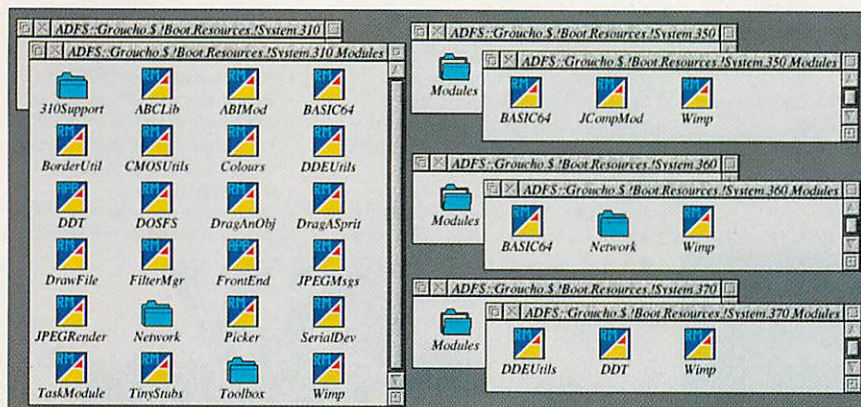 ADFS::Groucho.$.!Boot.Resources.!System.310
ADFS::Groucho.$.!Boot.Resources.!System.310.Modules
310Support ABCLib ABIMod BASIC64
BorderUtil CMOSUtils Colours DDEUtils
DDT DOSFS DragAnObj DragASprit
DrawFile FilterMgr FrontEnd JPEGMsgs
JPEGRender Network Picker SerialDev
TaskModule TinyStubs Toolbox Wimp
ADFS::Groucho.$.!Boot.Resources.!System.350
Modules
ADFS::Groucho.$.!Boot.Resources.!System.350.Modules
BASIC64 JCompMod Wimp
ADFS::Groucho.$.!Boot.Resources.!System.360
Modules
ADFS::Groucho.$.!Boot.Resources.!System.360.Modules
BASIC64 Network Wimp
ADFS::Groucho.$.!Boot.Resources.!System.370
Modules
ADFS::Groucho.$.!Boot.Resources.!System.370.Modules
DDEUtils DDT Wimp